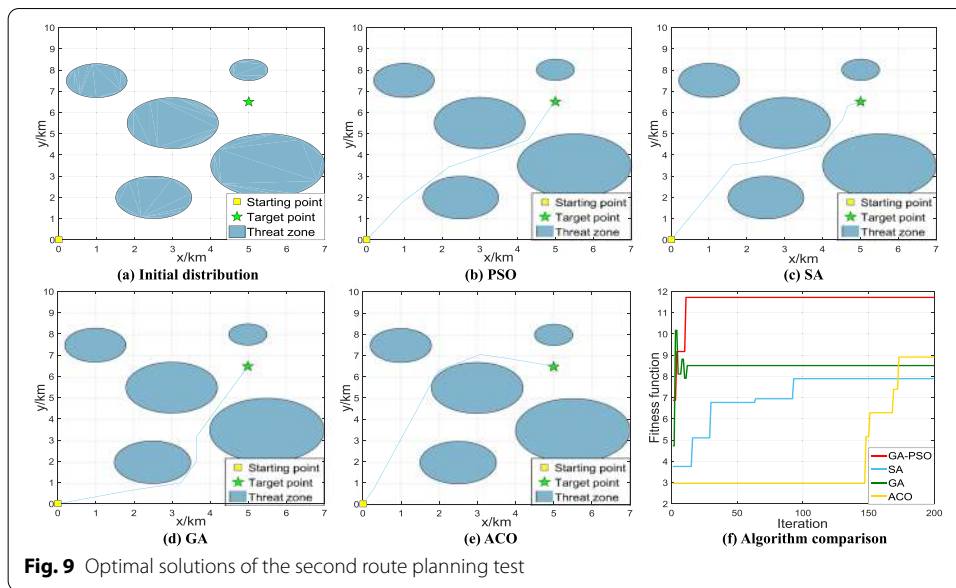 10
9
8
7
6
5
4
3
2
1
0
y/km
Starting point
Target point
Threat zone
0 1 2 3 4 5 6 7
x/km
(a) Initial distribution
10
9
8
7
6
5
4
3
2
1
0
y/km
Starting point
Target point
Threat zone
0 1 2 3 4 5 6 7
x/km
(b) PSO
10
9
8
7
6
5
4
3
2
1
0
y/km
Starting point
Target point
Threat zone
0 1 2 3 4 5 6 7
x/km
(c) SA
10
9
8
7
6
5
4
3
2
1
0
y/km
Starting point
Target point
Threat zone
0 1 2 3 4 5 6 7
x/km
(d) GA
10
9
8
7
6
5
4
3
2
1
0
y/km
Starting point
Target point
Threat zone
0 1 2 3 4 5 6 7
x/km
(e) ACO
12
11
10
9
8
7
6
5
4
3
2
Fitness function
GA-PSO
SA
GA
ACO
0 50 100 150 200
Iteration
(f) Algorithm comparison
Fig. 9 Optimal solutions of the second route planning test